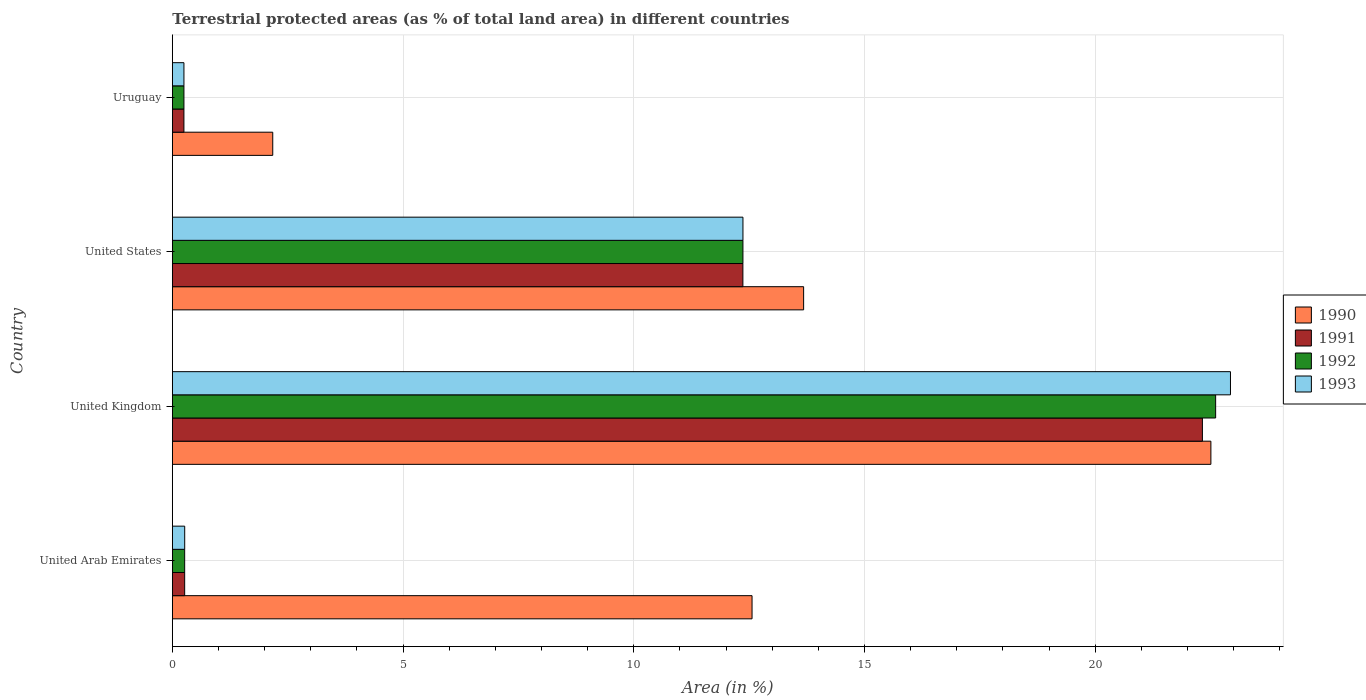 Terrestrial protected areas (as % of total land area) in different countries
Uruguay
United States
United Kingdom
United Arab Emirates
Country
0
5
10
15
20
Area (in %)
1990
1991
1992
1993